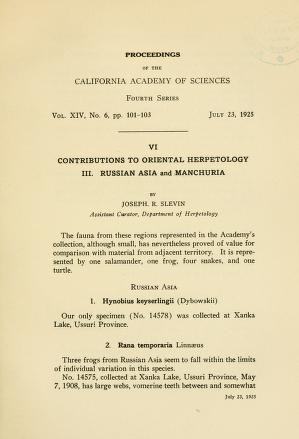 PROCEEDINGS
OF THE
CALIFORNIA ACADEMY OF SCIENCES
FOURTH SERIES
VOL. XIV, No. 6, pp. 101-103 JULY 23, 1925
VI
CONTRIBUTIONS TO ORIENTAL HERPETOLOGY
III. RUSSIAN ASIA and MANCHURIA
BY
JOSEPH. R. SLEVIN
Assistant Curator, Department of Herpetology
The fauna from these regions represented in the Academy's
collection, although small, has nevertheless proved of value for
comparison with material from adjacent territory. It is repre-
sented by one salamander, one frog, four snakes, and one
turtle.
RUSSIAN ASIA
1. Hynobius keyserlingii (Dybowskii)
Our only specimen (No. 14578) was collected at Xanka
Lake, Ussuri Province.
2. Rana temporaria Linnæus
Three frogs from Russian Asia seem to fall within the limits
of individual variation in this species.
No. 14575, collected at Xanka Lake, Ussuri Province, May
7, 1908, has large webs, vomerine teeth between and somewhat
July 23, 1925